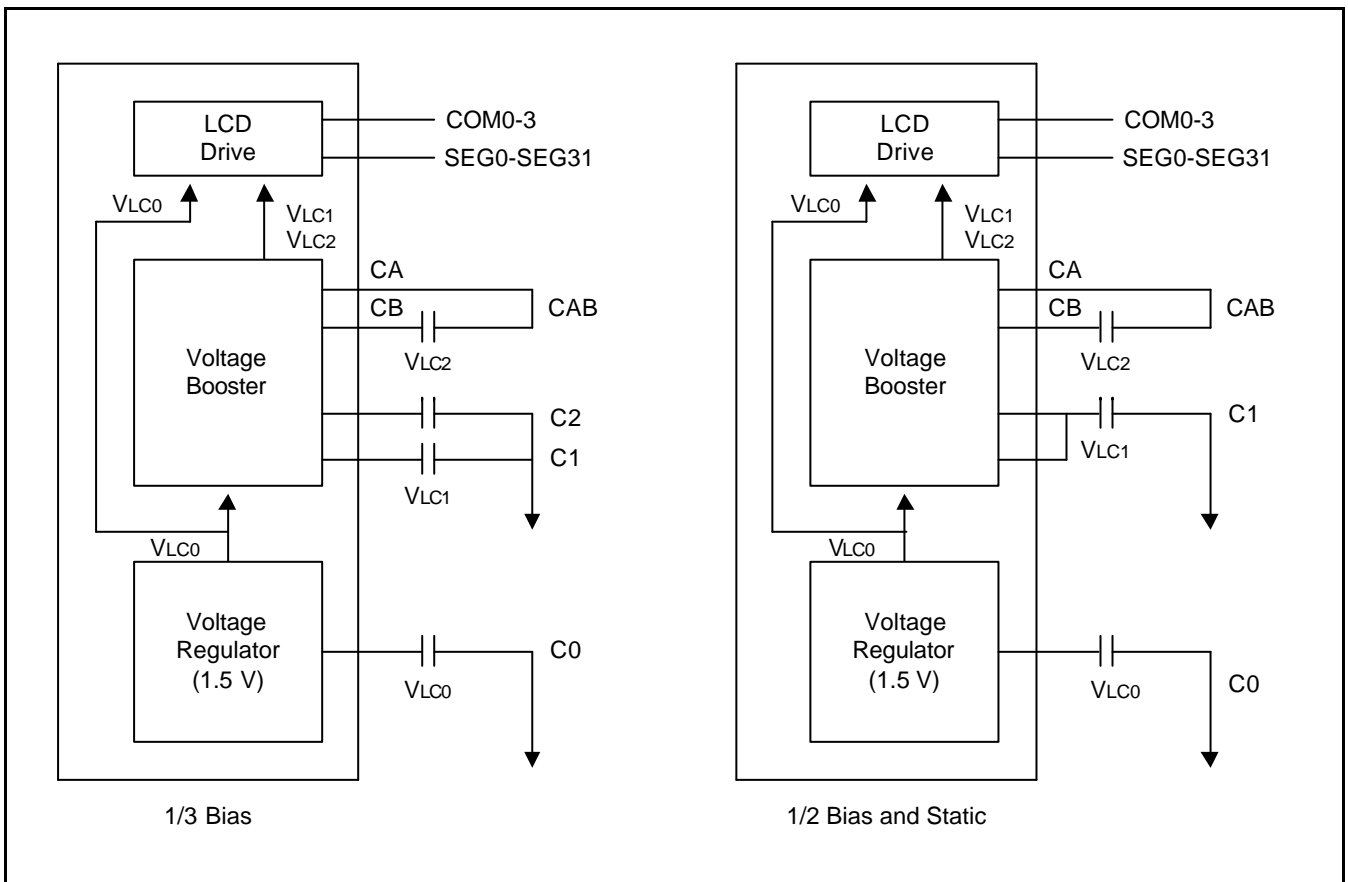 LCD
Drive
COM0-3
SEG0-SEG31
VLC0
VLC1
VLC2
CA
CB
CAB
VLC2
Voltage
Booster
C2
C1
VLC1
VLC0
Voltage
Regulator
(1.5 V)
C0
VLC0
1/3 Bias
LCD
Drive
COM0-3
SEG0-SEG31
VLC0
VLC1
VLC2
CA
CB
CAB
VLC2
Voltage
Booster
C1
VLC1
VLC0
Voltage
Regulator
(1.5 V)
C0
VLC0
1/2 Bias and Static